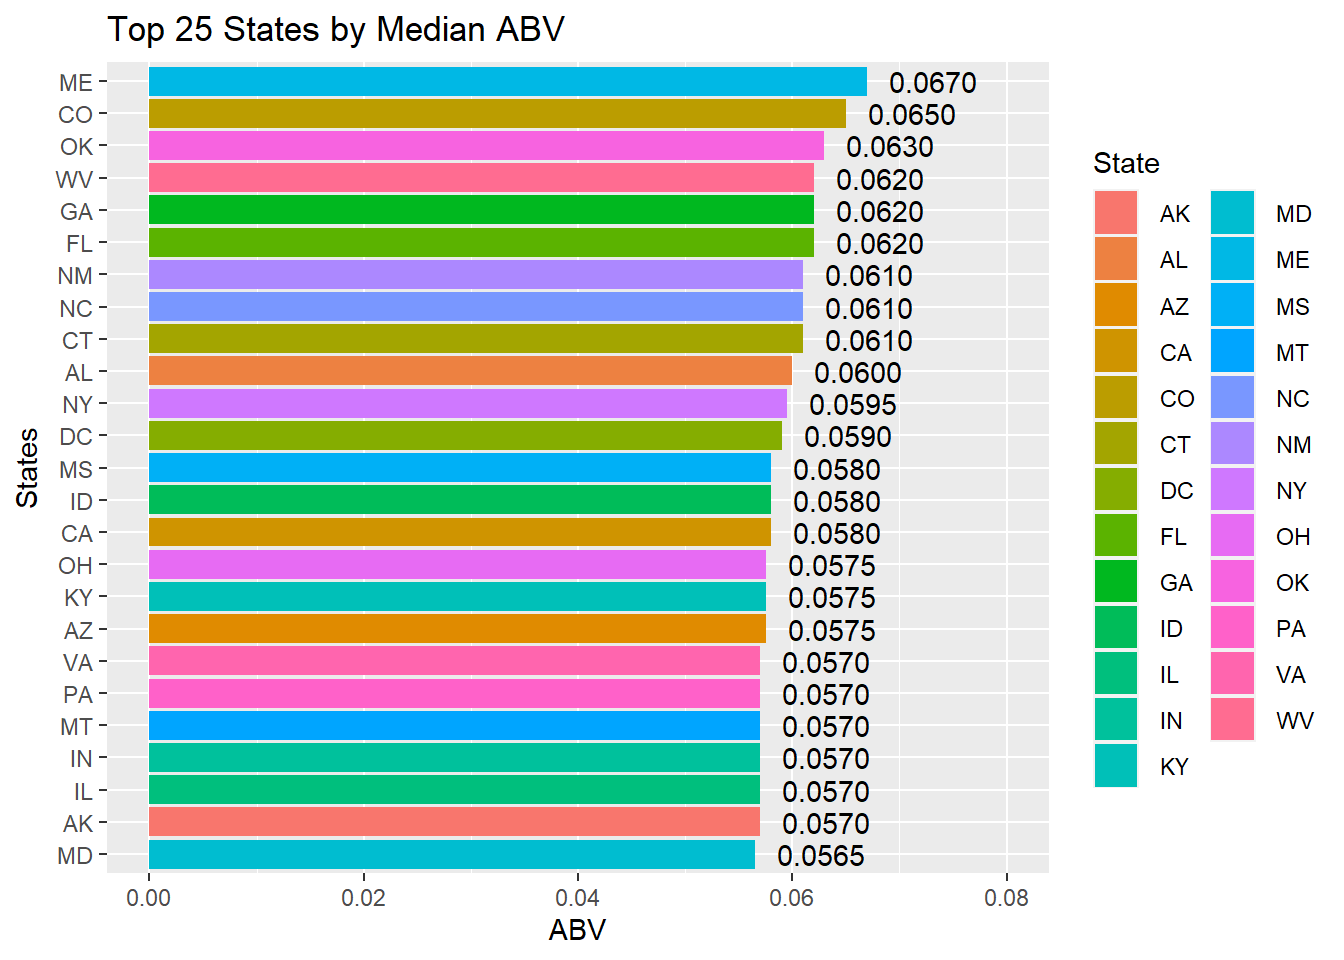 Top 25 States by Median ABV
ME 0.0670
CO 0.0650
OK 0.0630
WV 0.0620
GA 0.0620
FL 0.0620
NM 0.0610
NC 0.0610
CT 0.0610
AL 0.0600
NY 0.0595
DC 0.0590
MS 0.0580
ID 0.0580
CA 0.0580
OH 0.0575
KY 0.0575
AZ 0.0575
VA 0.0570
PA 0.0570
MT 0.0570
IN 0.0570
IL 0.0570
AK 0.0570
MD 0.0565
States
0.00 0.02 0.04 0.06 0.08
ABV
State
AK MD
AL ME
AZ MS
CA MT
CO NC
CT NM
DC NY
FL OH
GA OK
ID PA
IL VA
IN WV
KY